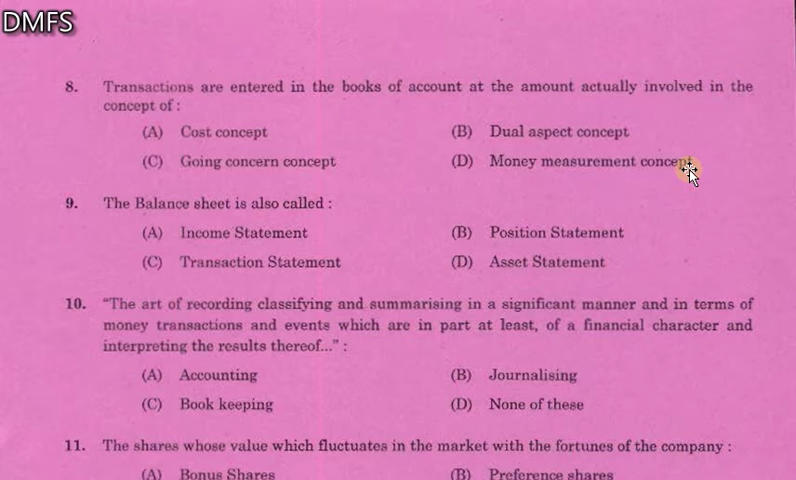 DMFS
8. Transactions are entered in the books of account at the amount actually involved in the
concept of :
(A) Cost concept (B) Dual aspect concept
(C) Going concern concept (D) Money measurement concept
9. The Balance sheet is also called :
(A) Income Statement (B) Position Statement
(C) Transaction Statement (D) Asset Statement
10. “The art of recording classifying and summarising in a significant manner and in terms of
money transactions and events which are in part at least, of a financial character and
interpreting the results thereof...” :
(A) Accounting (B) Journalising
(C) Book keeping (D) None of these
11. The shares whose value which fluctuates in the market with the fortunes of the company :
(A) Bonus Shares (B) Preference shares